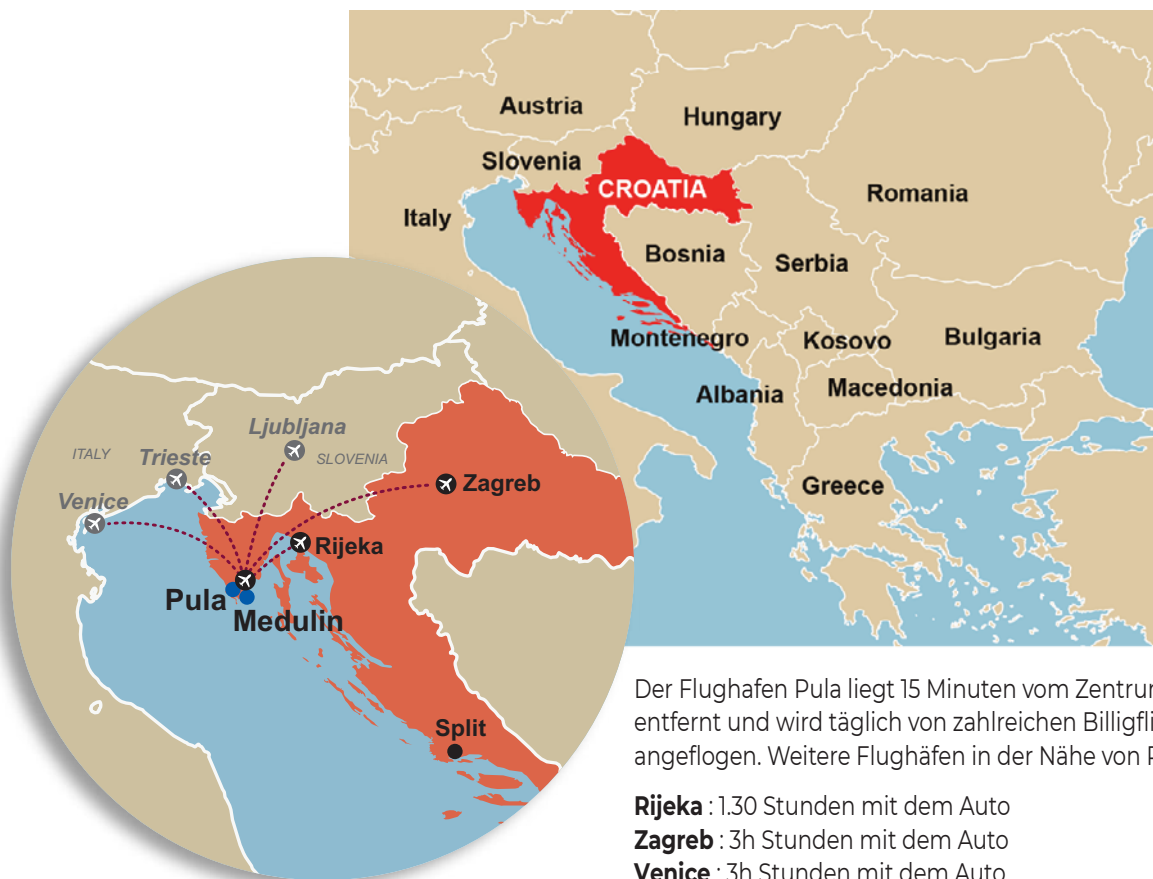 Austria
Hungary
Slovenia
CROATIA
Romania
Italy
Bosnia
Serbia
Montenegro
Kosovo
Bulgaria
Albania
Macedonia
Greece
Ljubljana
ITALY
Trieste
SLOVENIA
Venice
Zagreb
Rijeka
Pula
Medulin
Split
Der Flughafen Pula liegt 15 Minuten vom
entfernt und wird täglich von zahlreichen
angeflogen. Weitere Flughäfen in der Nähe von
Rijeka : 1.30 Stunden mit dem Auto
Zagreb : 3h Stunden mit dem Auto
Venice : 3h Stunden mit dem Auto